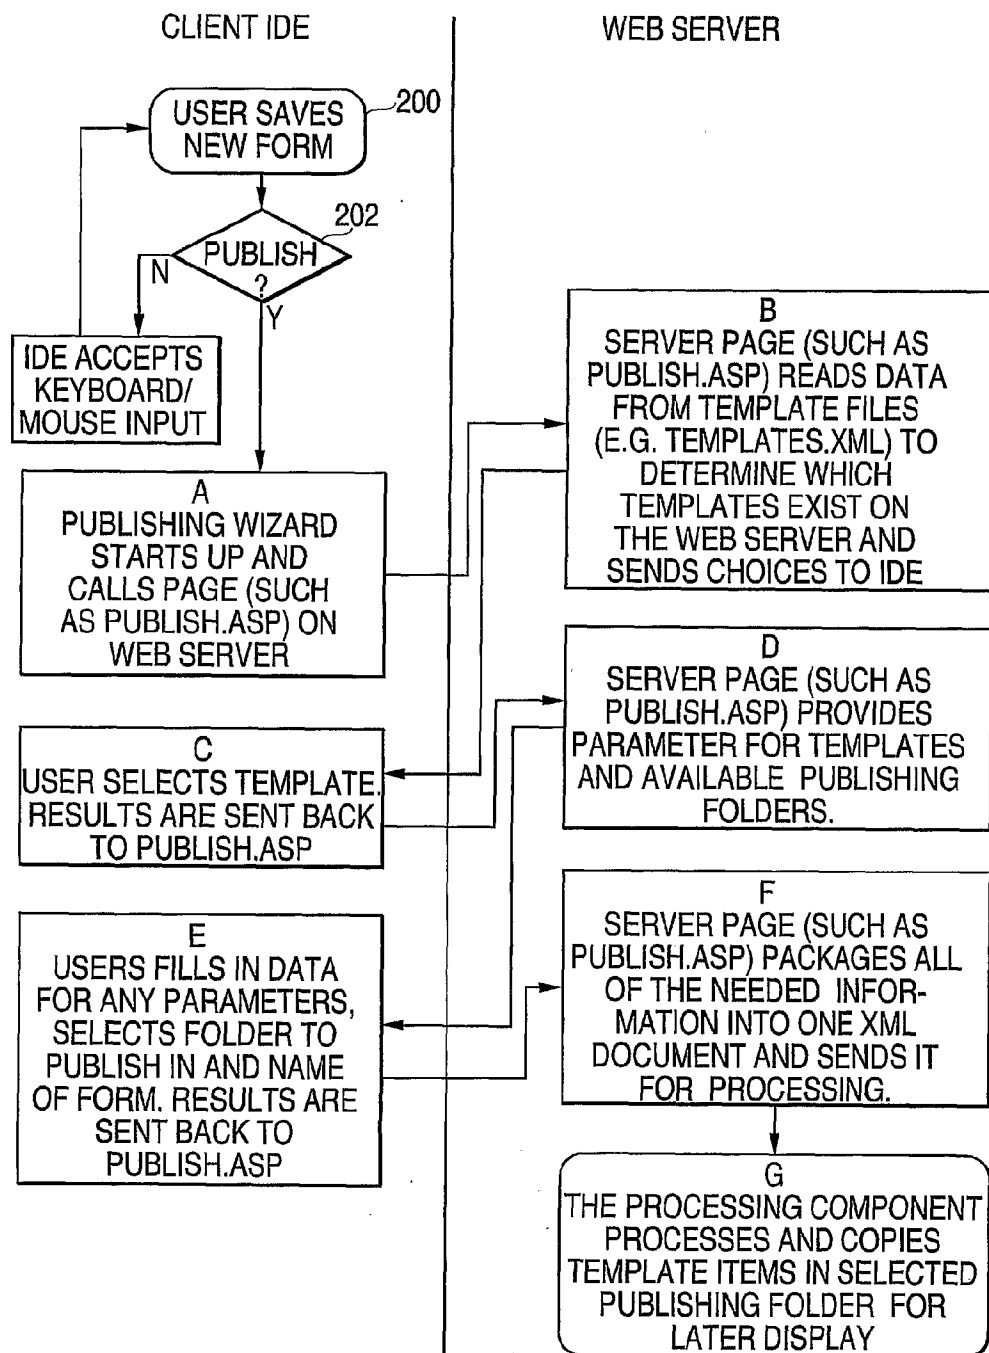 CLIENT IDE
WEB SERVER
USER SAVES
NEW FORM
200
202
PUBLISH
?
N
Y
IDE ACCEPTS
KEYBOARD/
MOUSE INPUT
A
PUBLISHING WIZARD
STARTS UP AND
CALLS PAGE (SUCH
AS PUBLISH.ASP) ON
WEB SERVER
B
SERVER PAGE (SUCH AS
PUBLISH.ASP) READS DATA
FROM TEMPLATE FILES
(E.G. TEMPLATES.XML) TO
DETERMINE WHICH
TEMPLATES EXIST ON
THE WEB SERVER AND
SENDS CHOICES TO IDE
C
USER SELECTS TEMPLATE.
RESULTS ARE SENT BACK
TO PUBLISH.ASP
D
SERVER PAGE (SUCH AS
PUBLISH.ASP) PROVIDES
PARAMETER FOR TEMPLATES
AND AVAILABLE PUBLISHING
FOLDERS.
E
USERS FILLS IN DATA
FOR ANY PARAMETERS,
SELECTS FOLDER TO
PUBLISH IN AND NAME
OF FORM. RESULTS ARE
SENT BACK TO
PUBLISH.ASP
F
SERVER PAGE (SUCH AS
PUBLISH.ASP) PACKAGES ALL
OF THE NEEDED INFOR-
MATION INTO ONE XML
DOCUMENT AND SENDS IT
FOR PROCESSING.
G
THE PROCESSING COMPONENT
PROCESSES AND COPIES
TEMPLATE ITEMS IN SELECTED
PUBLISHING FOLDER FOR
LATER DISPLAY